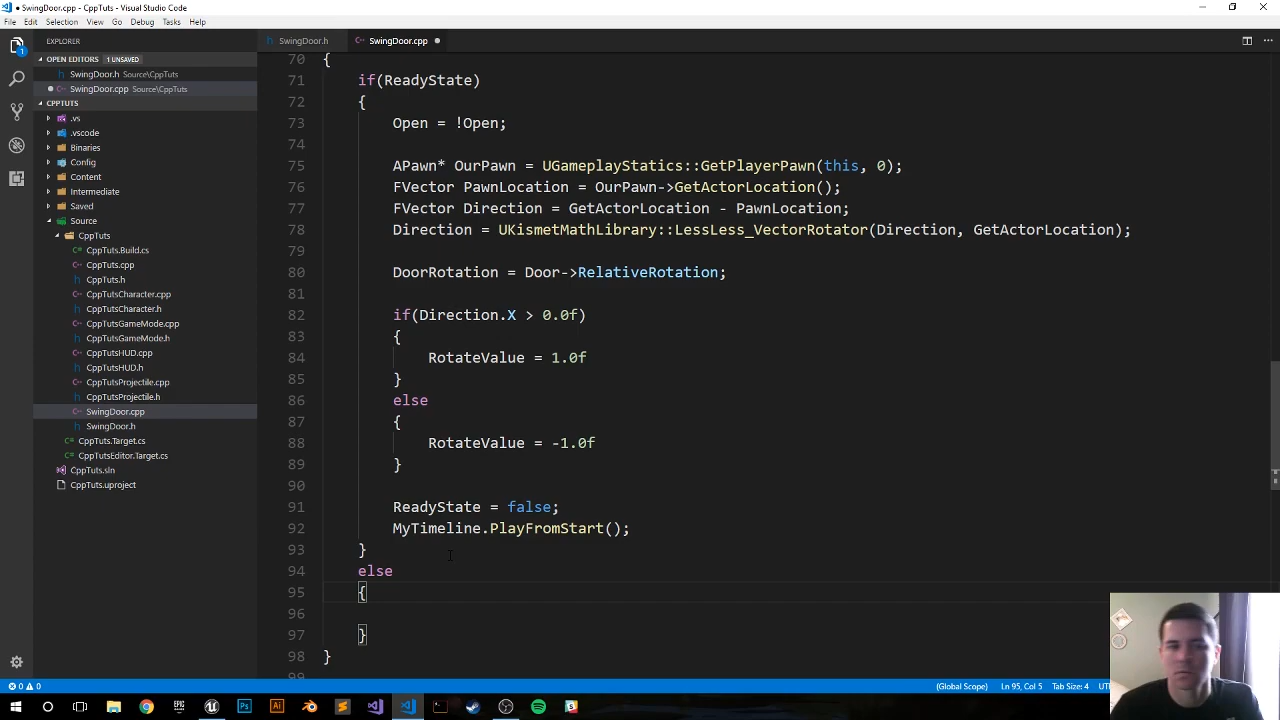 SwingDoor.cpp - CppTuts - Visual Studio Code
File Edit Selection View Go Debug Tasks Help
EXPLORER
OPEN EDITORS 1 UNSAVED
SwingDoor.h Source\CppTuts
SwingDoor.cpp Source\CppTuts
CPPTUTS
.vs
.vscode
Binaries
Config
Content
Intermediate
Saved
Source
CppTuts
CppTuts.Build.cs
CppTuts.cpp
CppTuts.h
CppTutsCharacter.cpp
CppTutsCharacter.h
CppTutsGameMode.cpp
CppTutsGameMode.h
CppTutsHUD.cpp
CppTutsHUD.h
CppTutsProjectile.cpp
CppTutsProjectile.h
SwingDoor.cpp
SwingDoor.h
CppTuts.Target.cs
CppTutsEditor.Target.cs
CppTuts.sln
CppTuts.uproject
SwingDoor.h SwingDoor.cpp
70 {
71 if(ReadyState)
72 {
73 Open = !Open;
74
75 APawn* OurPawn = UGameplayStatics::GetPlayerPawn(this, 0);
76 FVector PawnLocation = OurPawn->GetActorLocation();
77 FVector Direction = GetActorLocation - PawnLocation;
78 Direction = UKismetMathLibrary::LessLess_VectorRotator(Direction, GetActorLocation);
79
80 DoorRotation = Door->RelativeRotation;
81
82 if(Direction.X > 0.0f)
83 {
84 RotateValue = 1.0f
85 }
86 else
87 {
88 RotateValue = -1.0f
89 }
90
91 ReadyState = false;
92 MyTimeline.PlayFromStart();
93 }
94 else
95 {
96
97 }
98 }
99
0 0 (Global Scope) Ln 95, Col 5 Tab Size: 4